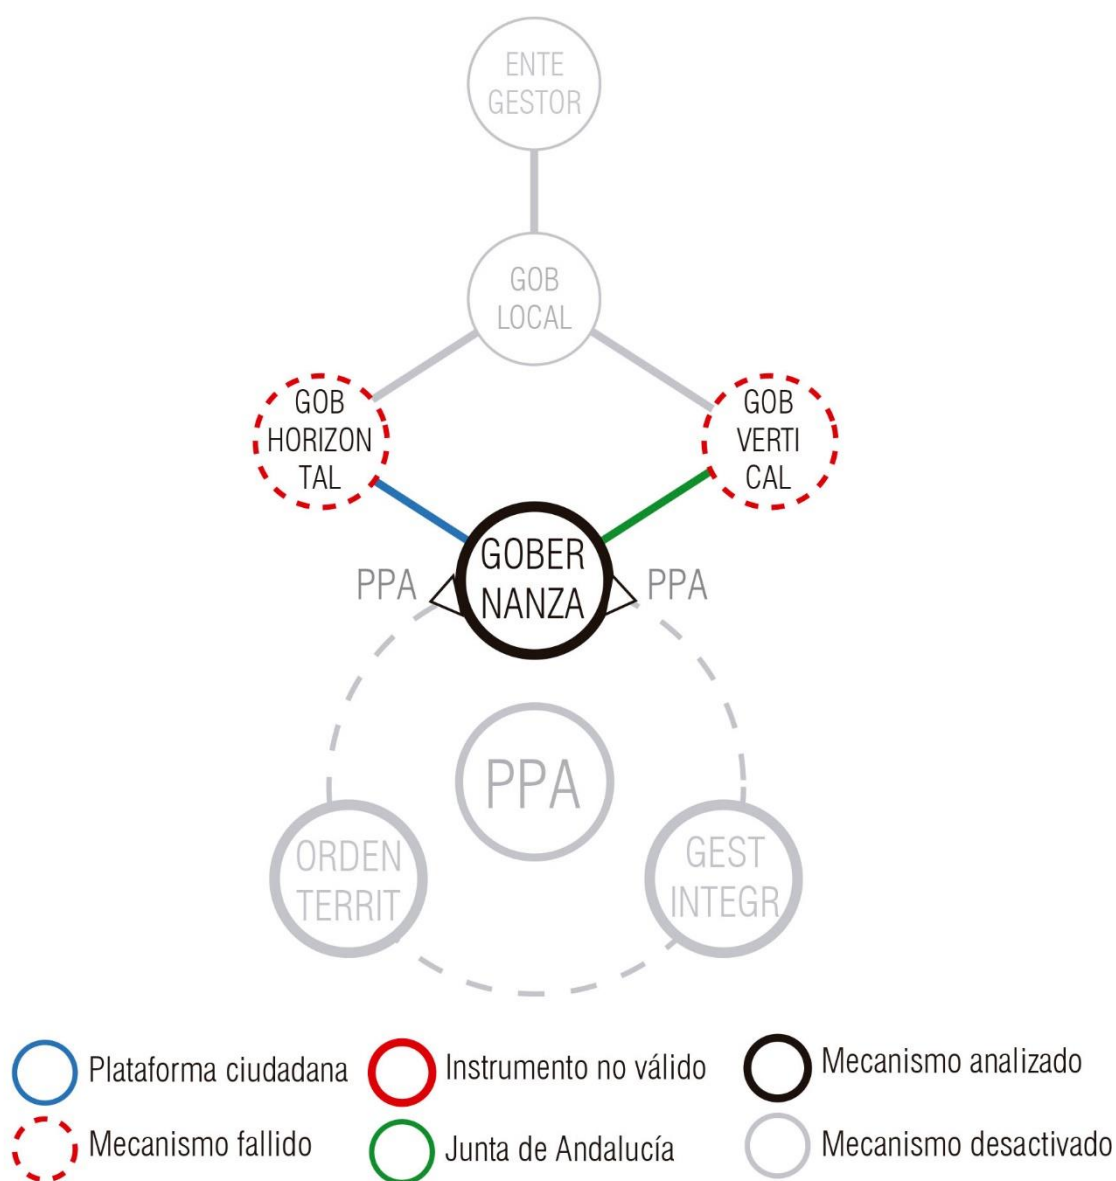 ENTE
GESTOR
GOB
LOCAL
GOB
HORIZON
TAL
GOB
VERTI
CAL
GOBER
NANZA
PPA
PPA
PPA
ORDEN
TERRIT
GEST
INTEGR
Plataforma ciudadana
Instrumento no válido
Mecanismo analizado
Mecanismo fallido
Junta de Andalucía
Mecanismo desactivado